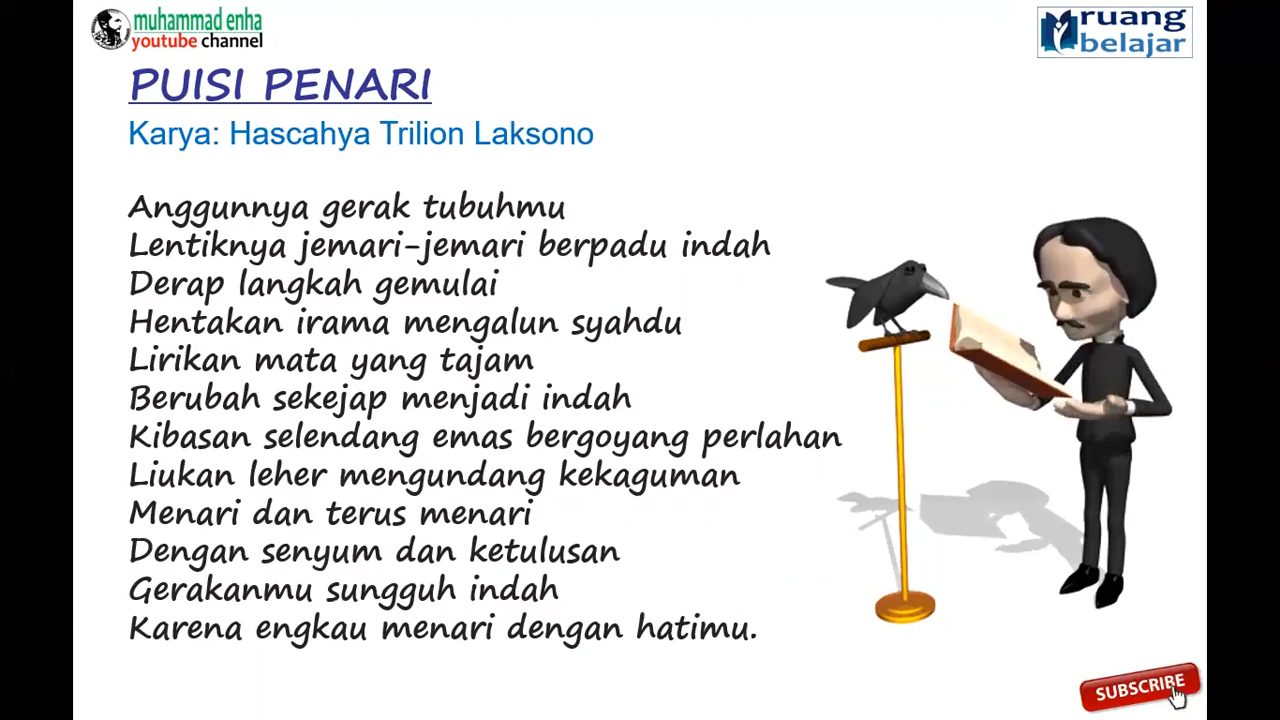 muhammad enha
youtube channel
ruang
belajar
PUISI PENARI
Karya: Hascahya Trilion Laksono
Anggunnya gerak tubuhmu
Lentiknya jemari-jemari berpadu indah
Derap langkah gemulai
Hentakan irama mengalun syahdu
Lirikan mata yang tajam
Berubah sekejap menjadi indah
Kibasan selendang emas bergoyang perlahan
Liukan leher mengundang kekaguman
Menari dan terus menari
Dengan senyum dan ketulusan
Gerakanmu sungguh indah
Karena engkau menari dengan hatimu.
SUBSCRIBE